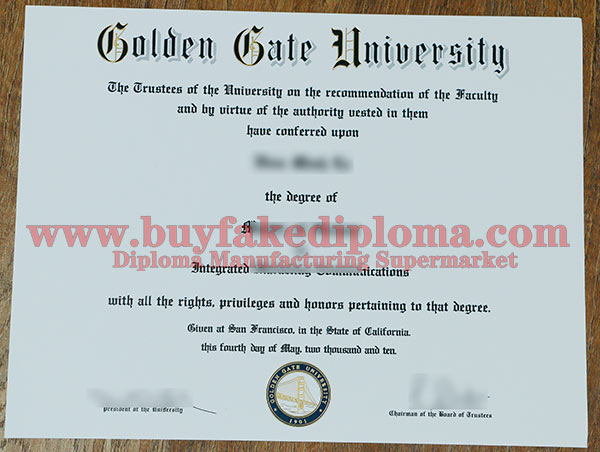 Golden Gate University
The Trustees of the University on the recommendation of the Faculty
and by virtue of the authority vested in them
have conferred upon
the degree of
www.buyfakediploma.com
Diploma Manufacturing Supermarket
Integrated Marketing Communications
with all the rights, privileges and honors pertaining to that degree.
Given at San Francisco, in the State of California.
this fourth day of May, two thousand and ten.
GOLDEN GATE UNIVERSITY
1901
president of the University
Chairman of the Board of Trustees